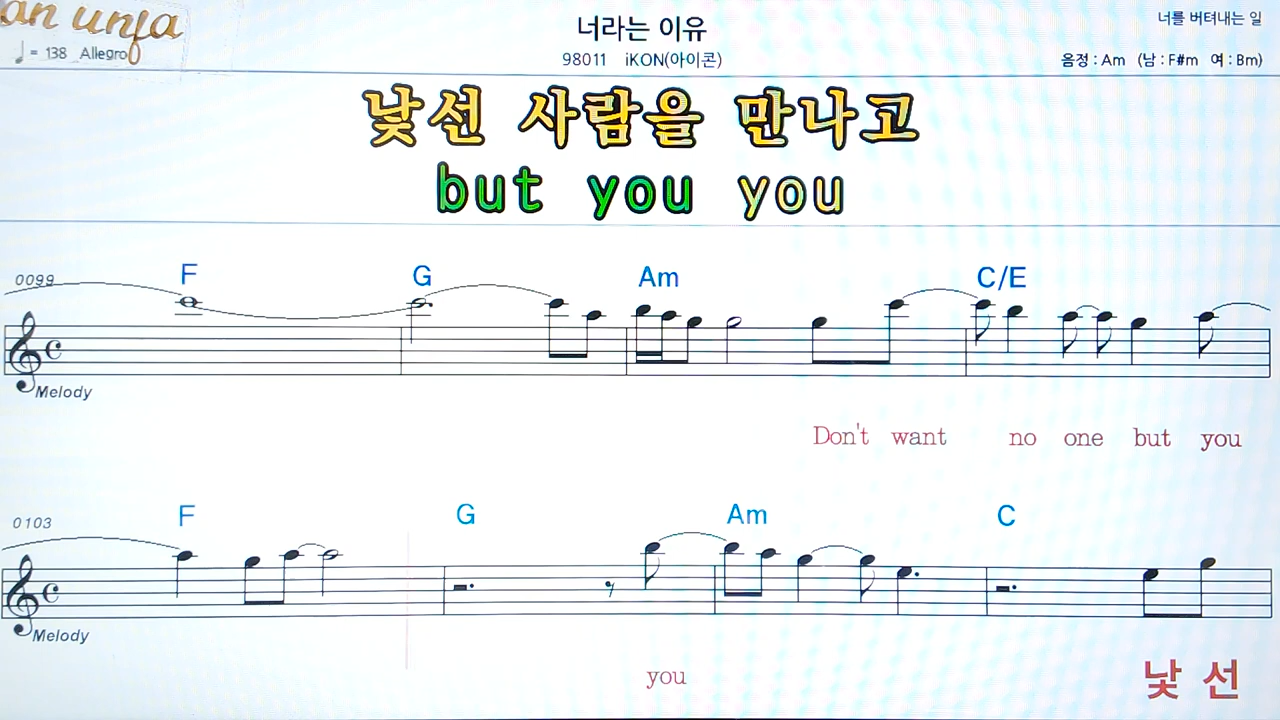 an unfa
♩ = 138 Allegro
너라는 이유
98011 iKON(아이콘)
너를 버텨내는 일
음정 : Am (남 : F#m 여 : Bm)
낯선 사람을 만나고
but you you
0099 F G Am C/E
Melody
Don't want no one but you
0103 F G Am C
Melody
you 낯 선